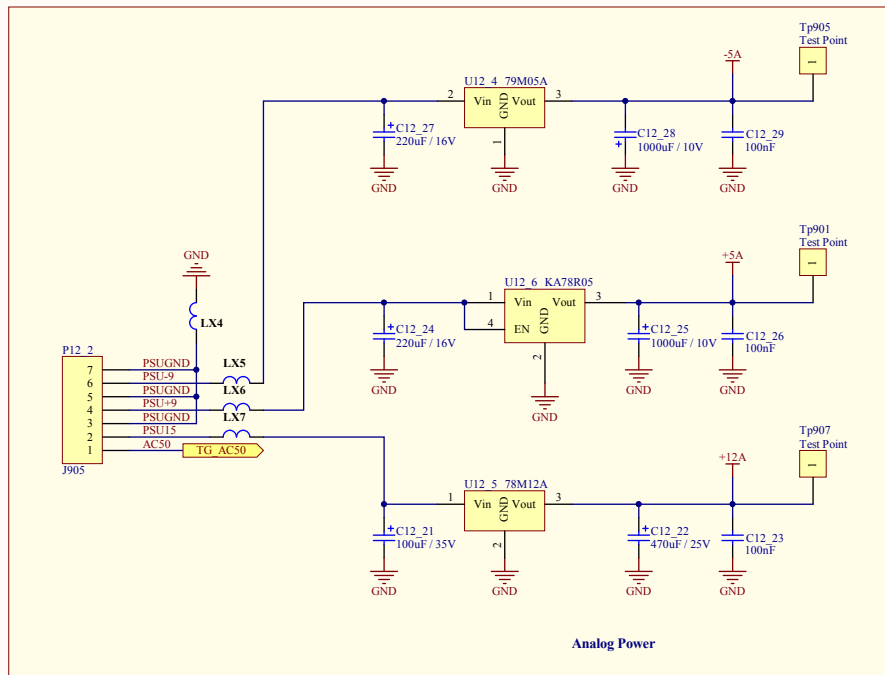 Tp905
Test Point
1
-5A
U12_4 79M05A
2
Vin
Vout
3
GND
1
+
C12_27
220uF / 16V
GND
GND
C12_28
1000uF / 10V
+
GND
C12_29
100nF
GND
Tp901
Test Point
1
+5A
U12_6 KA78R05
1
Vin
Vout
3
4
EN
GND
2
+
C12_24
220uF / 16V
GND
GND
+
C12_25
1000uF / 10V
GND
C12_26
100nF
GND
GND
LX4
P12_2
7
PSUGND
LX5
6
PSU-9
LX6
5
PSUGND
4
PSU+9
LX7
3
PSUGND
2
PSU15
1
AC50
TG_AC50
J905
Tp907
Test Point
1
+12A
U12_5 78M12A
1
Vin
Vout
3
GND
2
+
C12_21
100uF / 35V
GND
GND
+
C12_22
470uF / 25V
GND
C12_23
100nF
GND
Analog Power